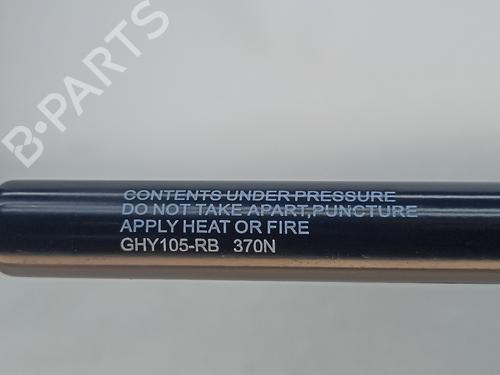 B-PARTS
CONTENTS UNDER PRESSURE
DO NOT TAKE APART,PUNCTURE
APPLY HEAT OR FIRE
GHY105-RB 370N